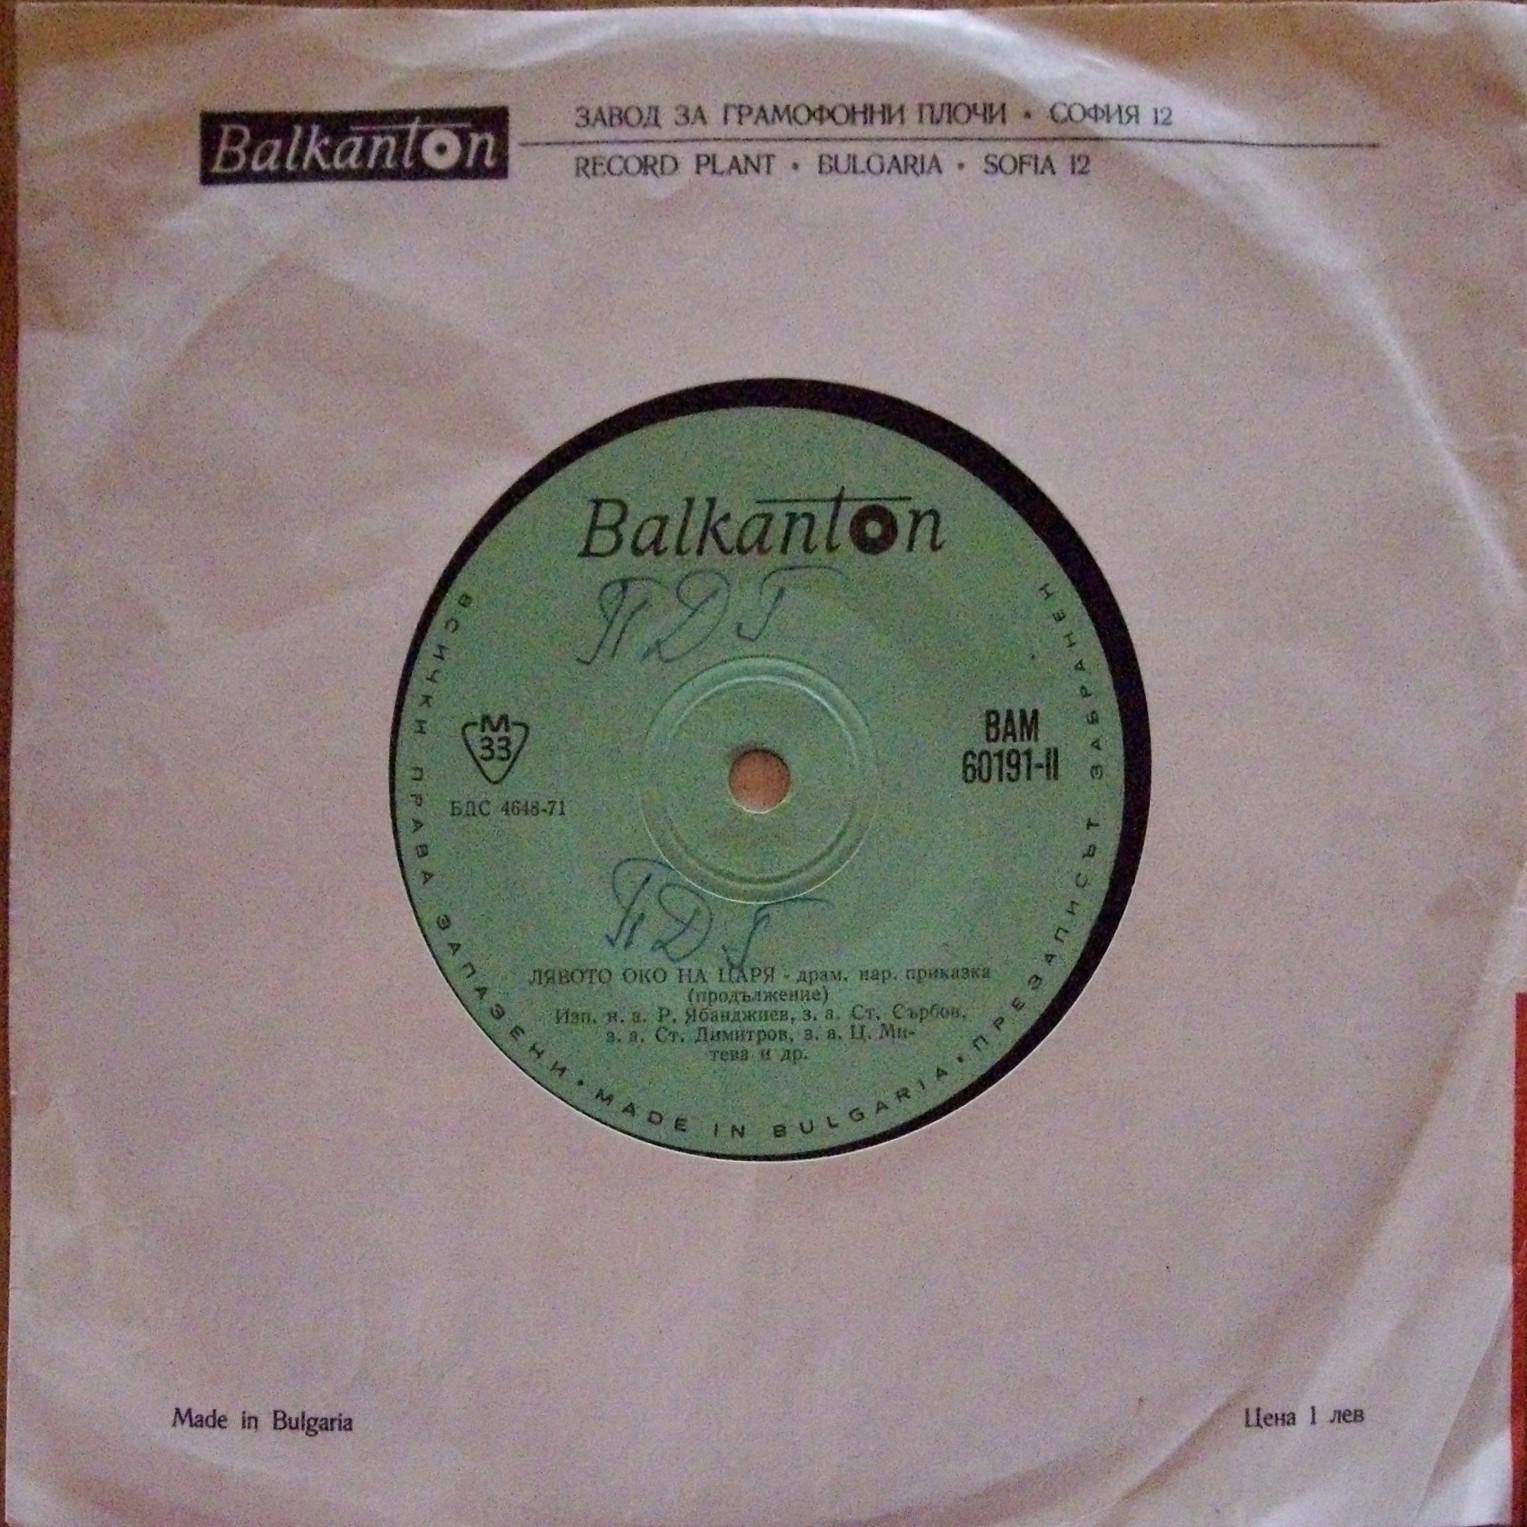 Balkanton
ЗАВОД ЗА ГРАМОФОННИ ПЛОЧИ • СОФИЯ 12
RECORD PLANT • BULGARIA • SOFIA 12
Balkanton
ПДГ
М
33
БДС 4648-71
ВАМ
60191-II
ПДГ
ЛЯВОТО ОКО НА ЦАРЯ - драм. нар. приказка
(продължение)
Изп. н. а. Р. Ябанджиев, з. а. Ст. Сърбов,
з. а. Ст. Димитров, з. а. Ц. Ми-
тева и др.
ВСИЧКИ ПРАВА ЗАПАЗЕНИ • MADE IN BULGARIA • ПРЕЗАПИСЪТ ЗАБРАНЕН
Made in Bulgaria
Цена 1 лев